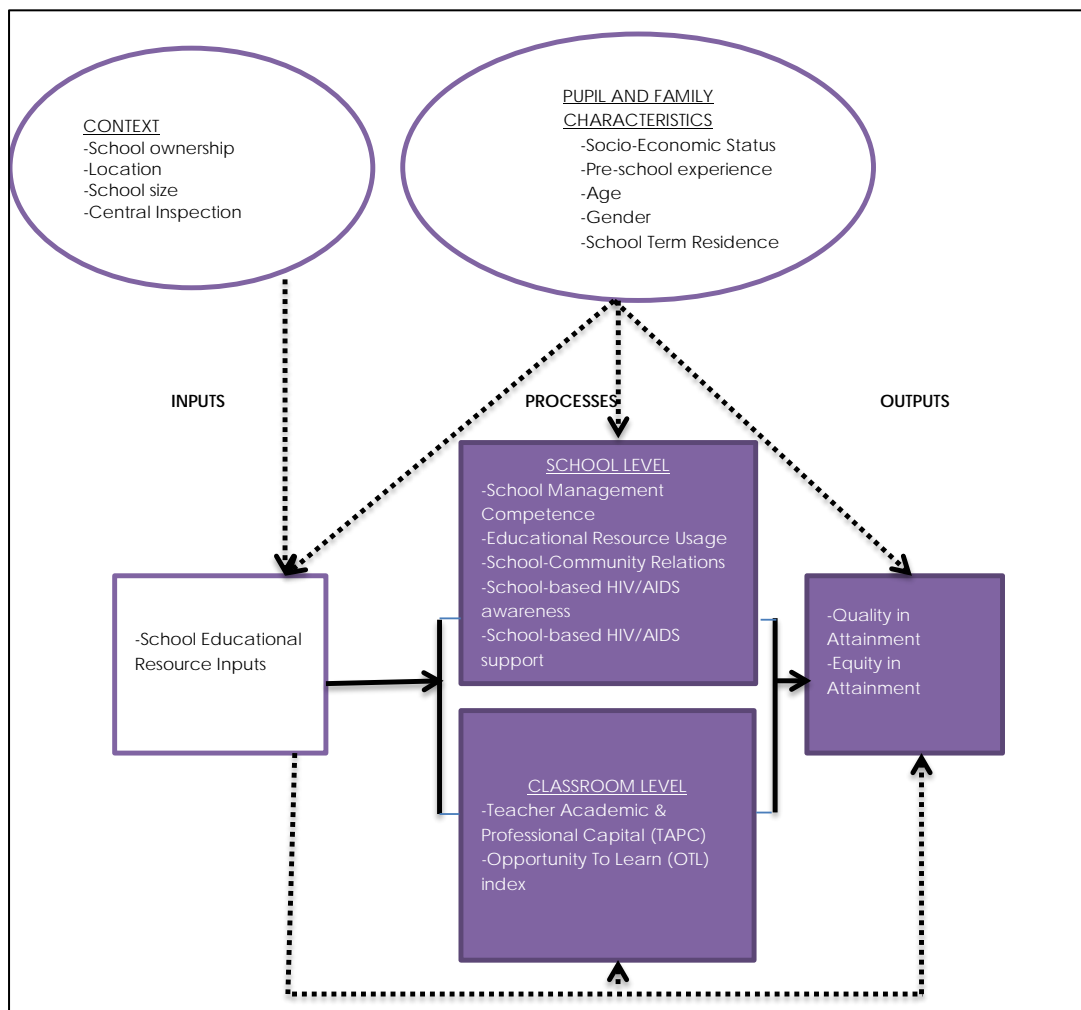 CONTEXT
-School ownership
-Location
-School size
-Central Inspection
PUPIL AND FAMILY
CHARACTERISTICS
-Socio-Economic Status
-Pre-school experience
-Age
-Gender
-School Term Residence
INPUTS
PROCESSES
OUTPUTS
-School Educational
Resource Inputs
SCHOOL LEVEL
-School Management
Competence
-Educational Resource Usage
-School-Community Relations
-School-based HIV/AIDS
awareness
-School-based HIV/AIDS
support
CLASSROOM LEVEL
-Teacher Academic &
Professional Capital (TAPC)
-Opportunity To Learn (OTL)
index
-Quality in
Attainment
-Equity in
Attainment